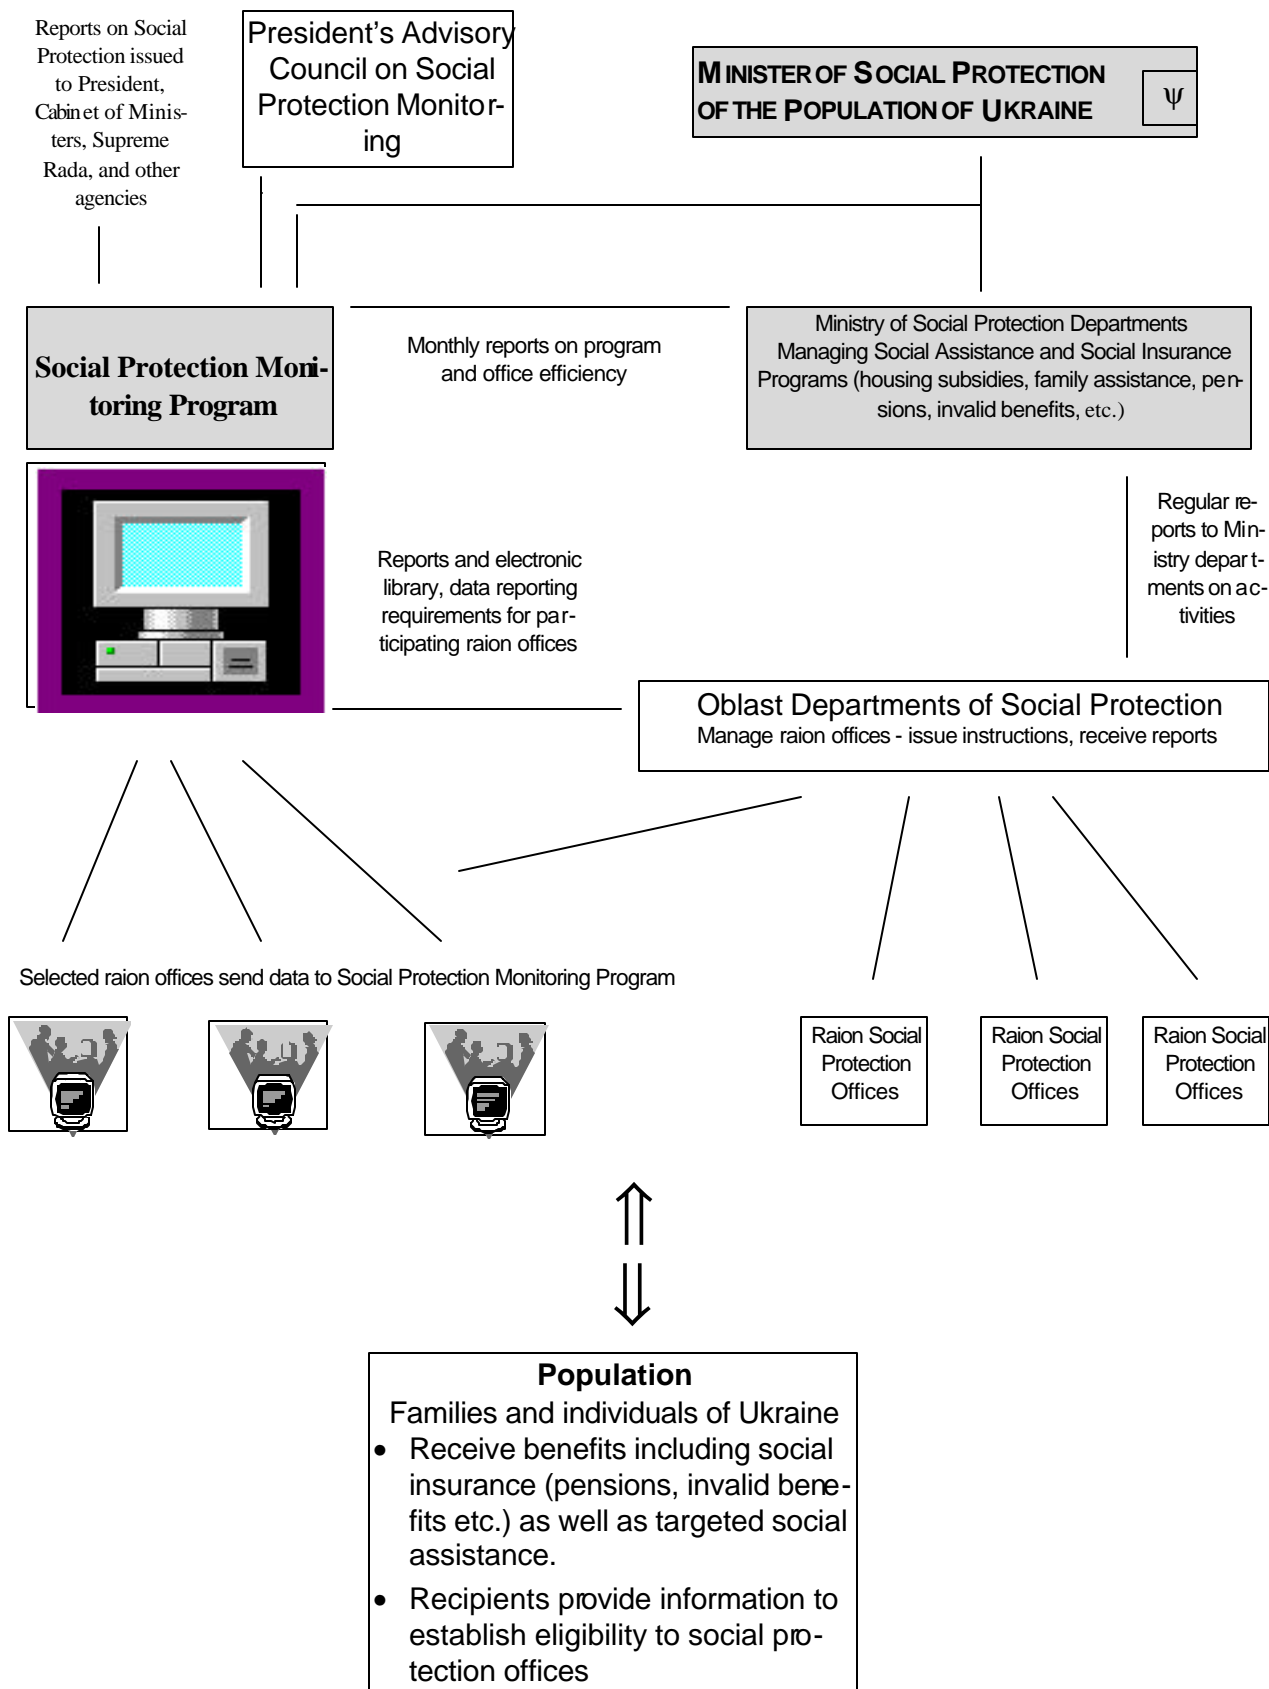 Reports on Social
Protection issued
to President,
Cabinet of Minis-
ters, Supreme
Rada, and other
agencies
President’s Advisory
Council on Social
Protection Monitor-
ing
MINISTER OF SOCIAL PROTECTION
OF THE POPULATION OF UKRAINE
ψ
Social Protection Moni-
toring Program
Monthly reports on program
and office efficiency
Ministry of Social Protection Departments
Managing Social Assistance and Social Insurance
Programs (housing subsidies, family assistance, pen-
sions, invalid benefits, etc.)
Reports and electronic
library, data reporting
requirements for par-
ticipating raion offices
Regular re-
ports to Min-
istry depart-
ments on ac-
tivities
Oblast Departments of Social Protection
Manage raion offices - issue instructions, receive reports
Selected raion offices send data to Social Protection Monitoring Program
Raion Social
Protection
Offices
Raion Social
Protection
Offices
Raion Social
Protection
Offices
⇑
⇓
Population
Families and individuals of Ukraine
• Receive benefits including social
insurance (pensions, invalid bene-
fits etc.) as well as targeted social
assistance.
• Recipients provide information to
establish eligibility to social pro-
tection offices